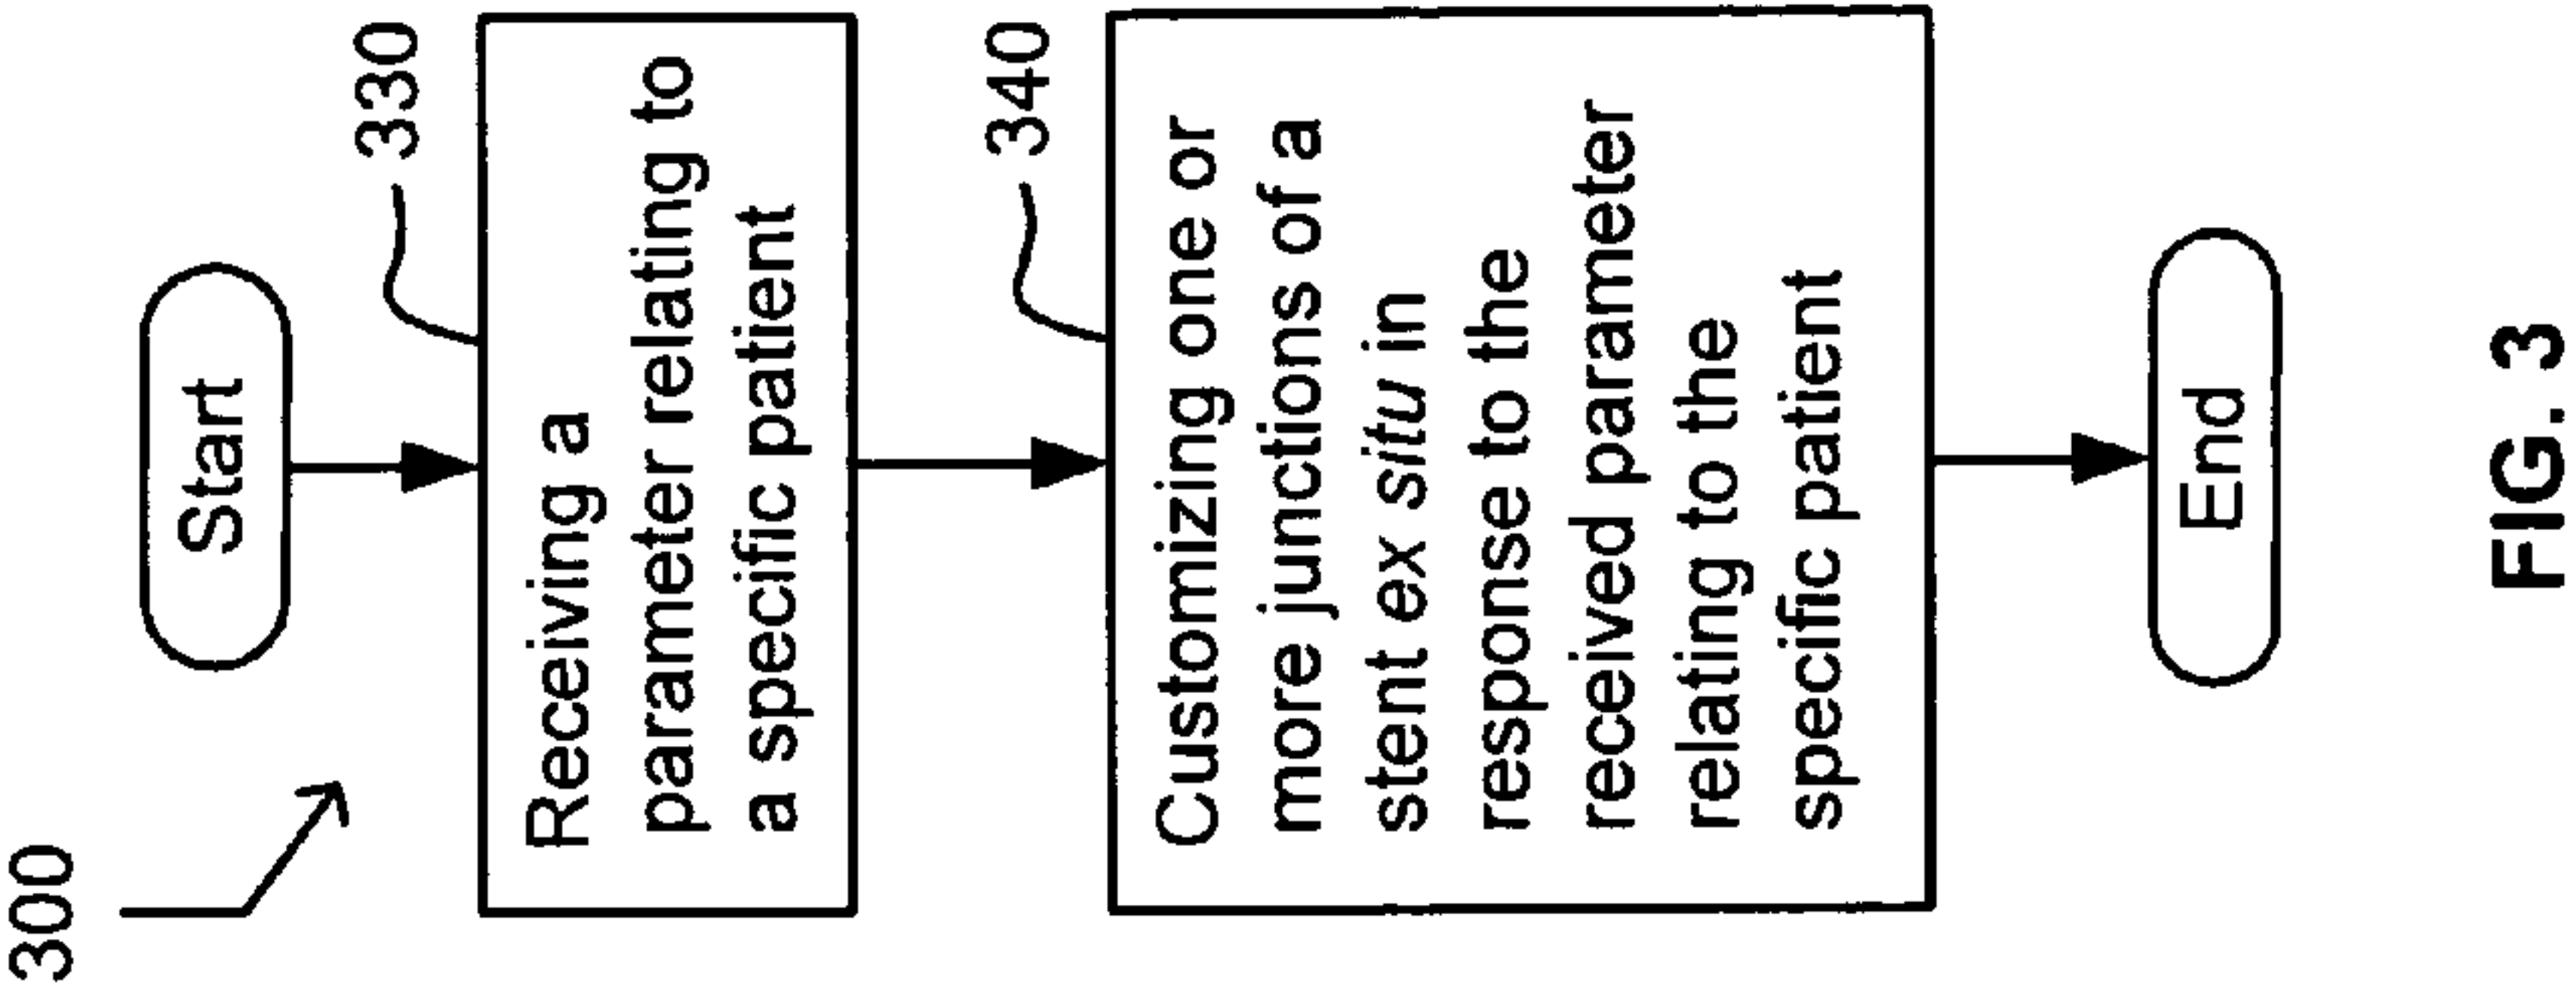 300
Start
330
Receiving a
parameter relating to
a specific patient
340
Customizing one or
more junctions of a
stent ex situ in
response to the
received parameter
relating to the
specific patient
End
FIG. 3